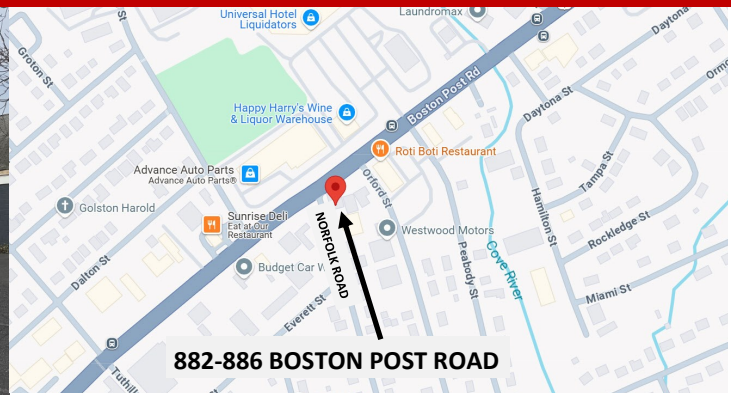 Universal Hotel
Liquidators
Laundromax
Groton St
Daytona
Ormo
Boston Post Rd
Happy Harry's Wine
& Liquor Warehouse
Daytona St
Roti Boti Restaurant
Advance Auto Parts
Advance Auto Parts®
Orford St
Tampa St
Golston Harold
Sunrise Deli
Eat at Our
Restaurant
NORFOLK ROAD
Westwood Motors
Hamilton St
Rockledge St
Dalton St
Budget Car
Peabody St
Cove River
Miami St
Everett St
882-886 BOSTON POST ROAD
Tuthill